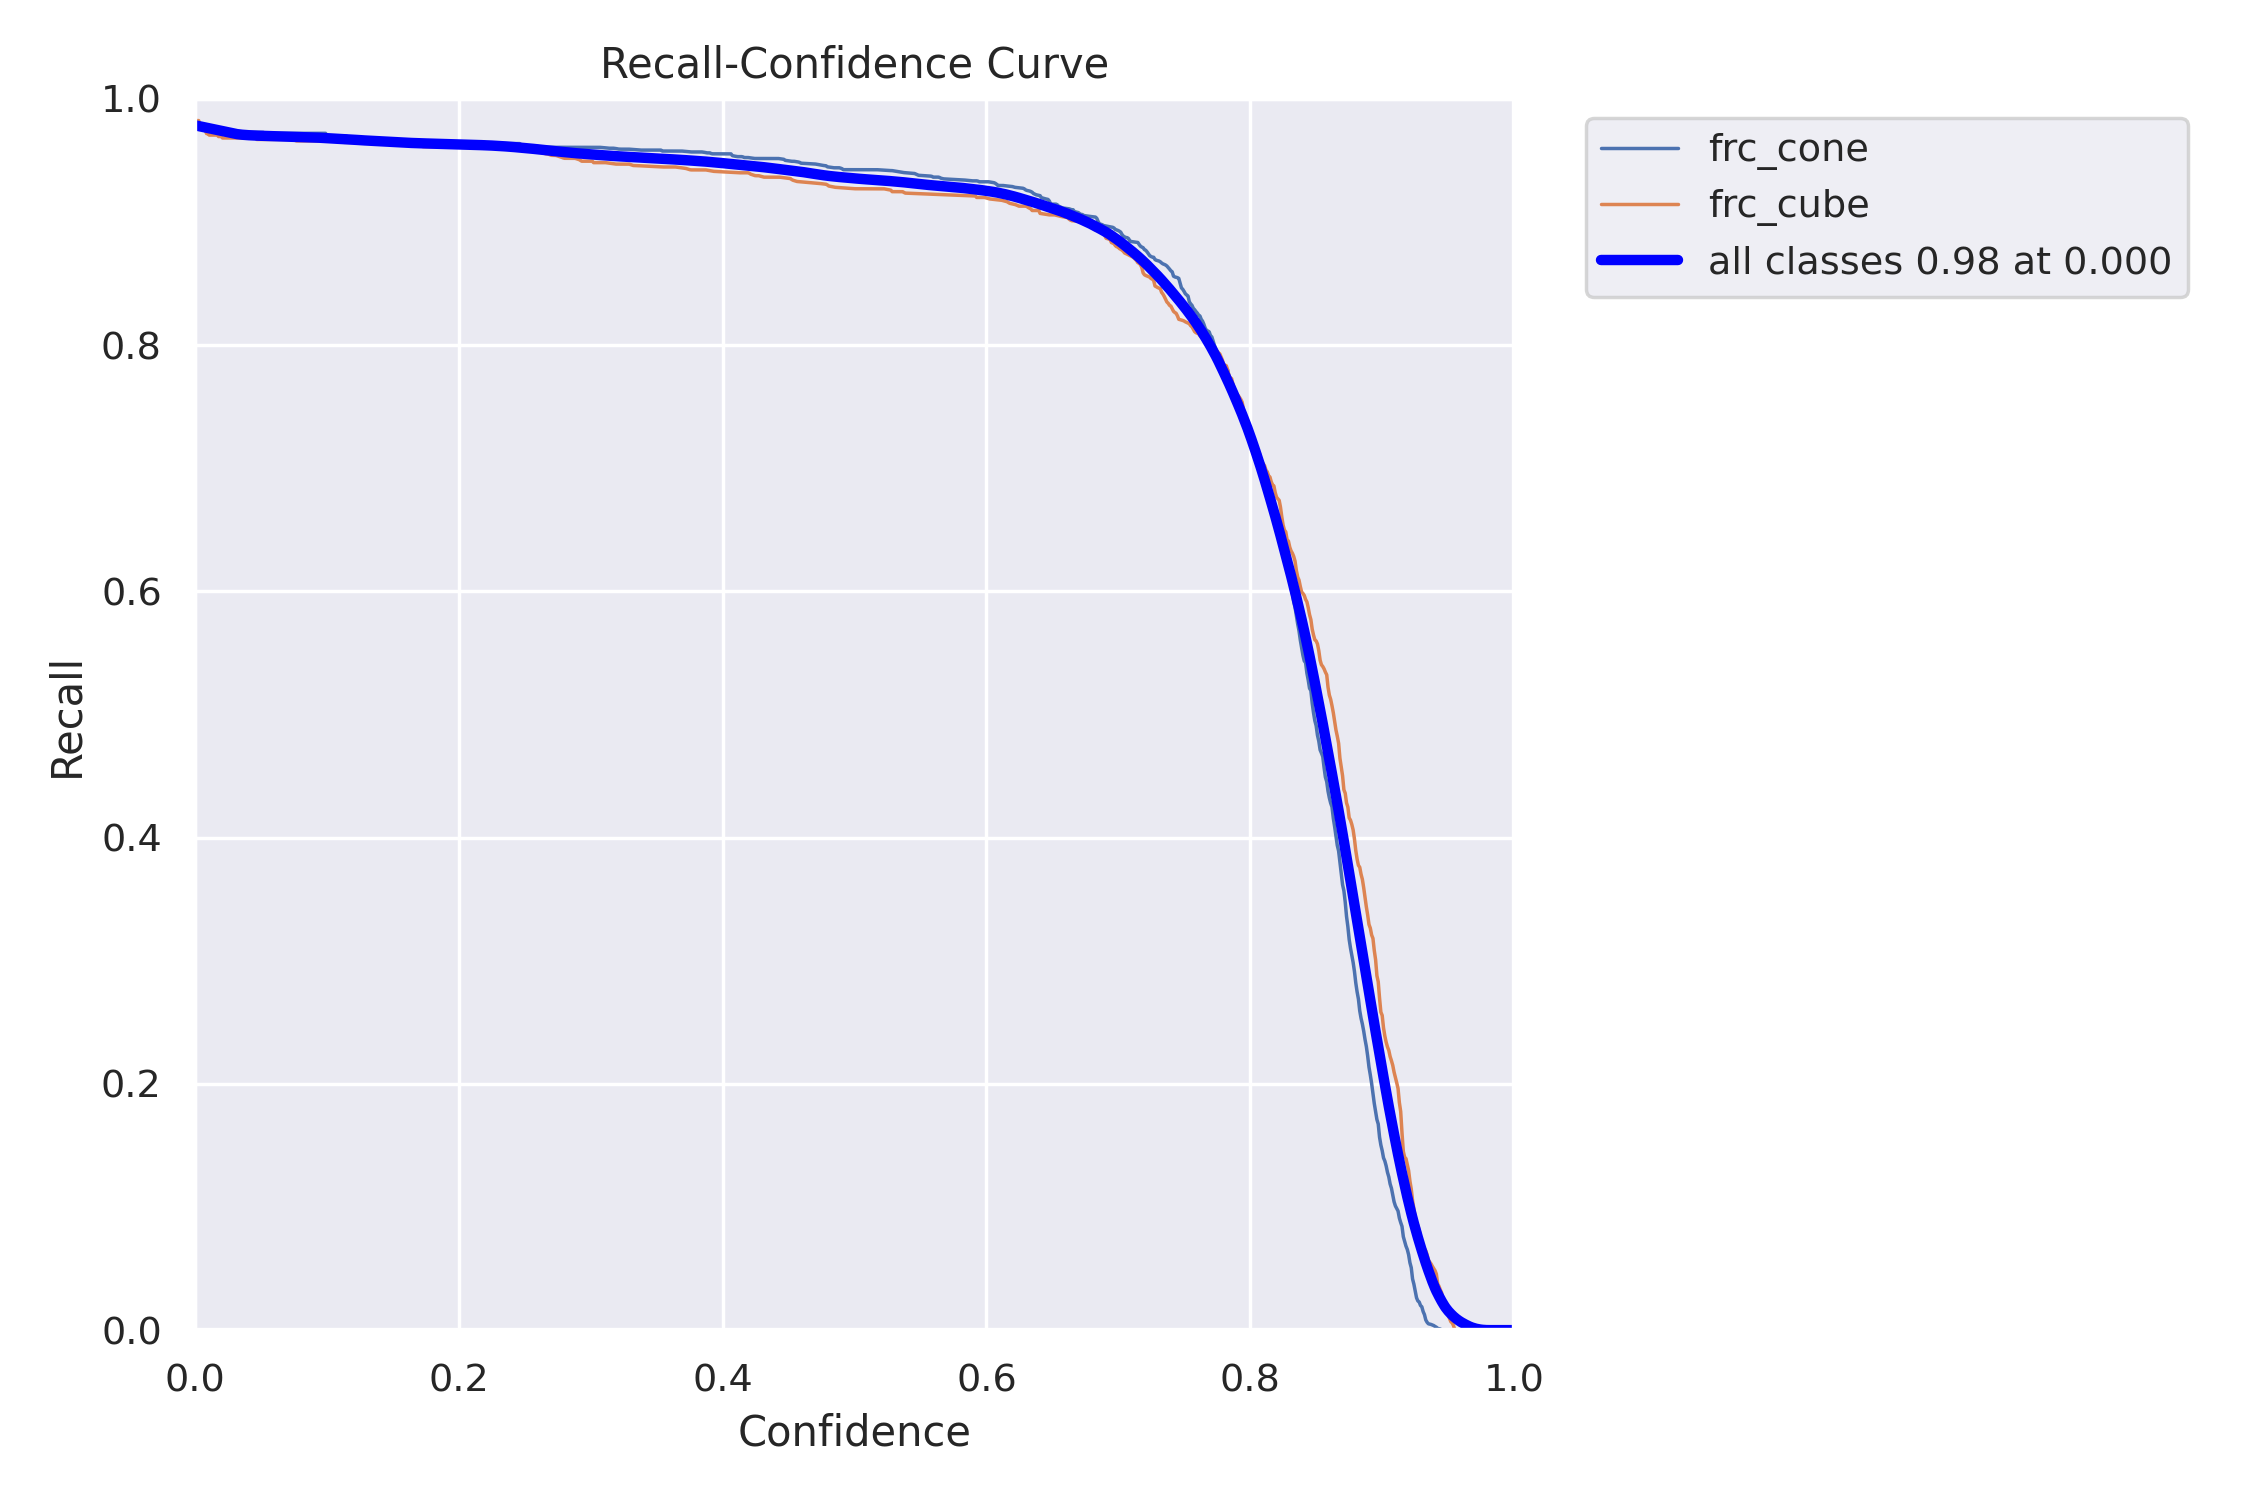 Recall-Confidence Curve
1.0
0.8
0.6
0.4
0.2
0.0
Recall
0.0 0.2 0.4 0.6 0.8 1.0
Confidence
frc_cone
frc_cube
all classes 0.98 at 0.000